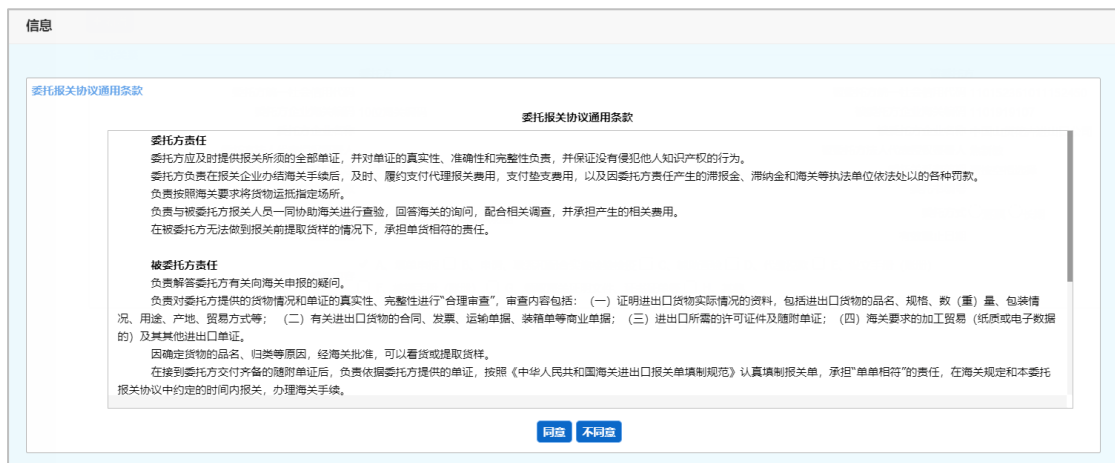 信息
委托报关协议通用条款
委托报关协议通用条款
委托方责任
委托方应及时提供报关所须的全部单证，并对单证的真实性、准确性和完整性负责，并保证没有侵犯他人知识产权的行为。
委托方负责在报关企业办结海关手续后，及时、履约支付代理报关费用，支付垫支费用，以及因委托方责任产生的滞报金、滞纳金和海关等执法单位依法处以的各种罚款。
负责按照海关要求将货物运抵指定场所。
负责与被委托方报关人员一同协助海关进行查验，回答海关的询问，配合相关调查，并承担产生的相关费用。
在被委托方无法做到报关前提取货样的情况下，承担单货相符的责任。
被委托方责任
负责解答委托方有关向海关申报的疑问。
负责对委托方提供的货物情况和单证的真实性、完整性进行"合理审查"，审查内容包括： （一）证明进出口货物实际情况的资料，包括进出口货物的品名、规格、数（重）量、包装情
况、用途、产地、贸易方式等； （二）有关进出口货物的合同、发票、运输单据、装箱单等商业单据； （三）进出口所需的许可证件及随附单证； （四）海关要求的加工贸易（纸质或电子数据
的）及其其他进出口单证。
因确定货物的品名、归类等原因，经海关批准，可以看货或提取货样。
在接到委托方交付齐备的随附单证后，负责依据委托方提供的单证，按照《中华人民共和国海关进出口报关单填制规范》认真填制报关单，承担"单单相符"的责任，在海关规定和本委托
报关协议中约定的时间内报关，办理海关手续。
同意 不同意